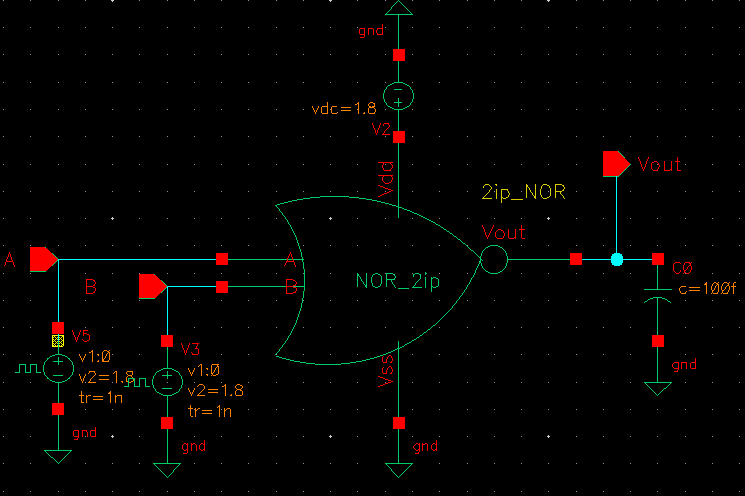 gnd
vdc=1.8
V2
Vdd
2ip_NOR
Vout
Vout
A
A
B
B
NOR_2ip
C0
c=100f
V5
v1:0
v2=1.8
tr=1n
V3
v1:0
v2=1.8
tr=1n
Vss
gnd
gnd
gnd
gnd